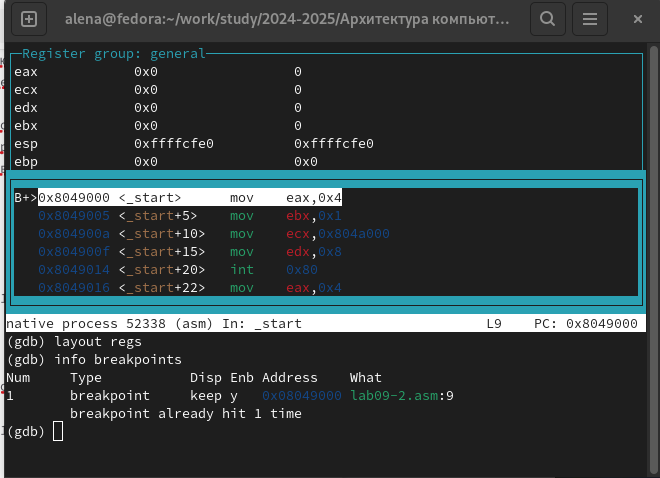 alena@fedora:~/work/study/2024-2025/Архитектура компьют...
Register group: general
eax 0x0 0
ecx 0x0 0
edx 0x0 0
ebx 0x0 0
esp 0xffffcfe0 0xffffcfe0
ebp 0x0 0x0
B+>0x8049000 <_start> mov eax,0x4
0x8049005 <_start+5> mov ebx,0x1
0x804900a <_start+10> mov ecx,0x804a000
0x804900f <_start+15> mov edx,0x8
0x8049014 <_start+20> int 0x80
0x8049016 <_start+22> mov eax,0x4
native process 52338 (asm) In: _start L9 PC: 0x8049000
(gdb) layout regs
(gdb) info breakpoints
Num Type Disp Enb Address What
1 breakpoint keep y 0x08049000 lab09-2.asm:9
breakpoint already hit 1 time
(gdb)